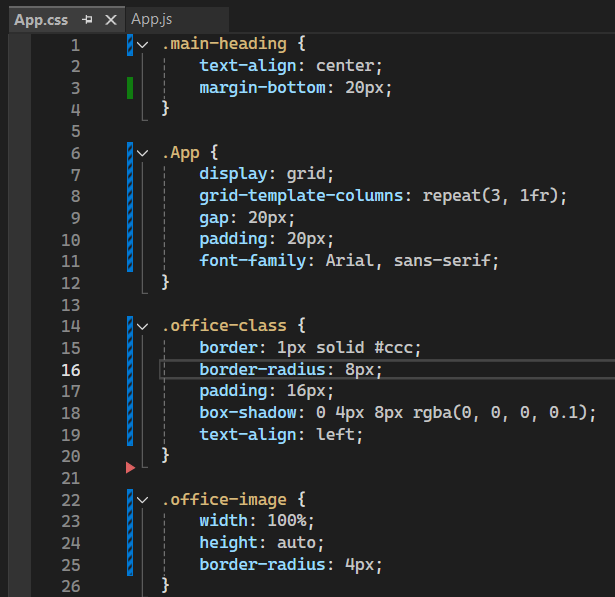 App.css App.js
1 .main-heading {
2 text-align: center;
3 margin-bottom: 20px;
4 }
5
6 .App {
7 display: grid;
8 grid-template-columns: repeat(3, 1fr);
9 gap: 20px;
10 padding: 20px;
11 font-family: Arial, sans-serif;
12 }
13
14 .office-class {
15 border: 1px solid #ccc;
16 border-radius: 8px;
17 padding: 16px;
18 box-shadow: 0 4px 8px rgba(0, 0, 0, 0.1);
19 text-align: left;
20 }
21
22 .office-image {
23 width: 100%;
24 height: auto;
25 border-radius: 4px;
26 }